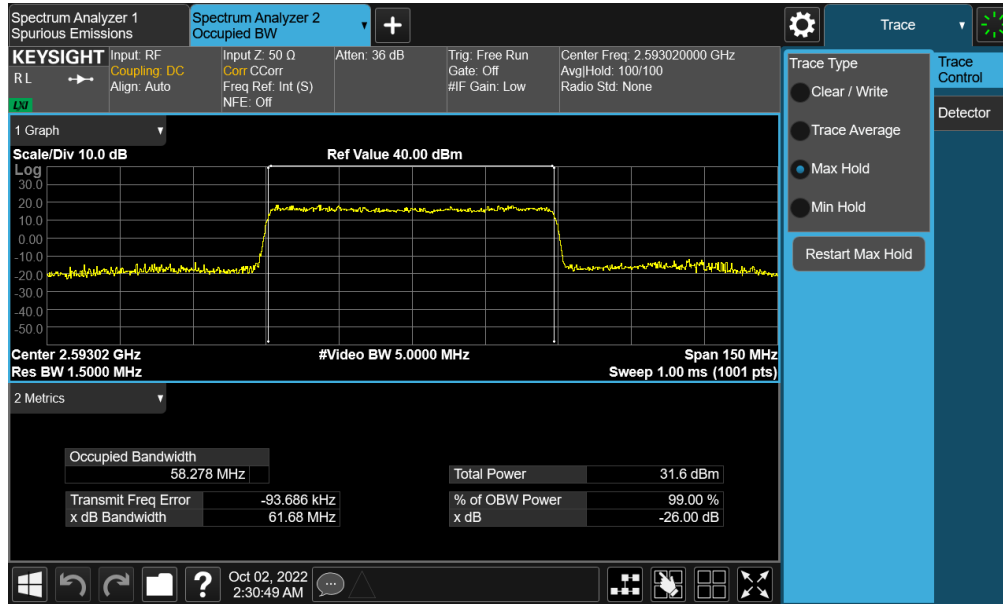 Spectrum Analyzer 1
Spurious Emissions
Spectrum Analyzer 2
Occupied BW
Trace
KEYSIGHT
R L
LXI
Input: RF
Coupling: DC
Align: Auto
Input Z: 50 Ω
Corr CCorr
Freq Ref: Int (S)
NFE: Off
Atten: 36 dB
Trig: Free Run
Gate: Off
#IF Gain: Low
Center Freq: 2.593020000 GHz
Avg|Hold: 100/100
Radio Std: None
1 Graph
Scale/Div 10.0 dB
Ref Value 40.00 dBm
Log
30.0
20.0
10.0
0.00
-10.0
-20.0
-30.0
-40.0
-50.0
Center 2.59302 GHz
#Video BW 5.0000 MHz
Span 150 MHz
Res BW 1.5000 MHz
Sweep 1.00 ms (1001 pts)
2 Metrics
Occupied Bandwidth
58.278 MHz
Total Power 31.6 dBm
Transmit Freq Error -93.686 kHz
% of OBW Power 99.00 %
x dB Bandwidth 61.68 MHz
x dB -26.00 dB
Trace Type
Clear / Write
Trace Average
Max Hold
Min Hold
Restart Max Hold
Trace
Control
Detector
Oct 02, 2022
2:30:49 AM